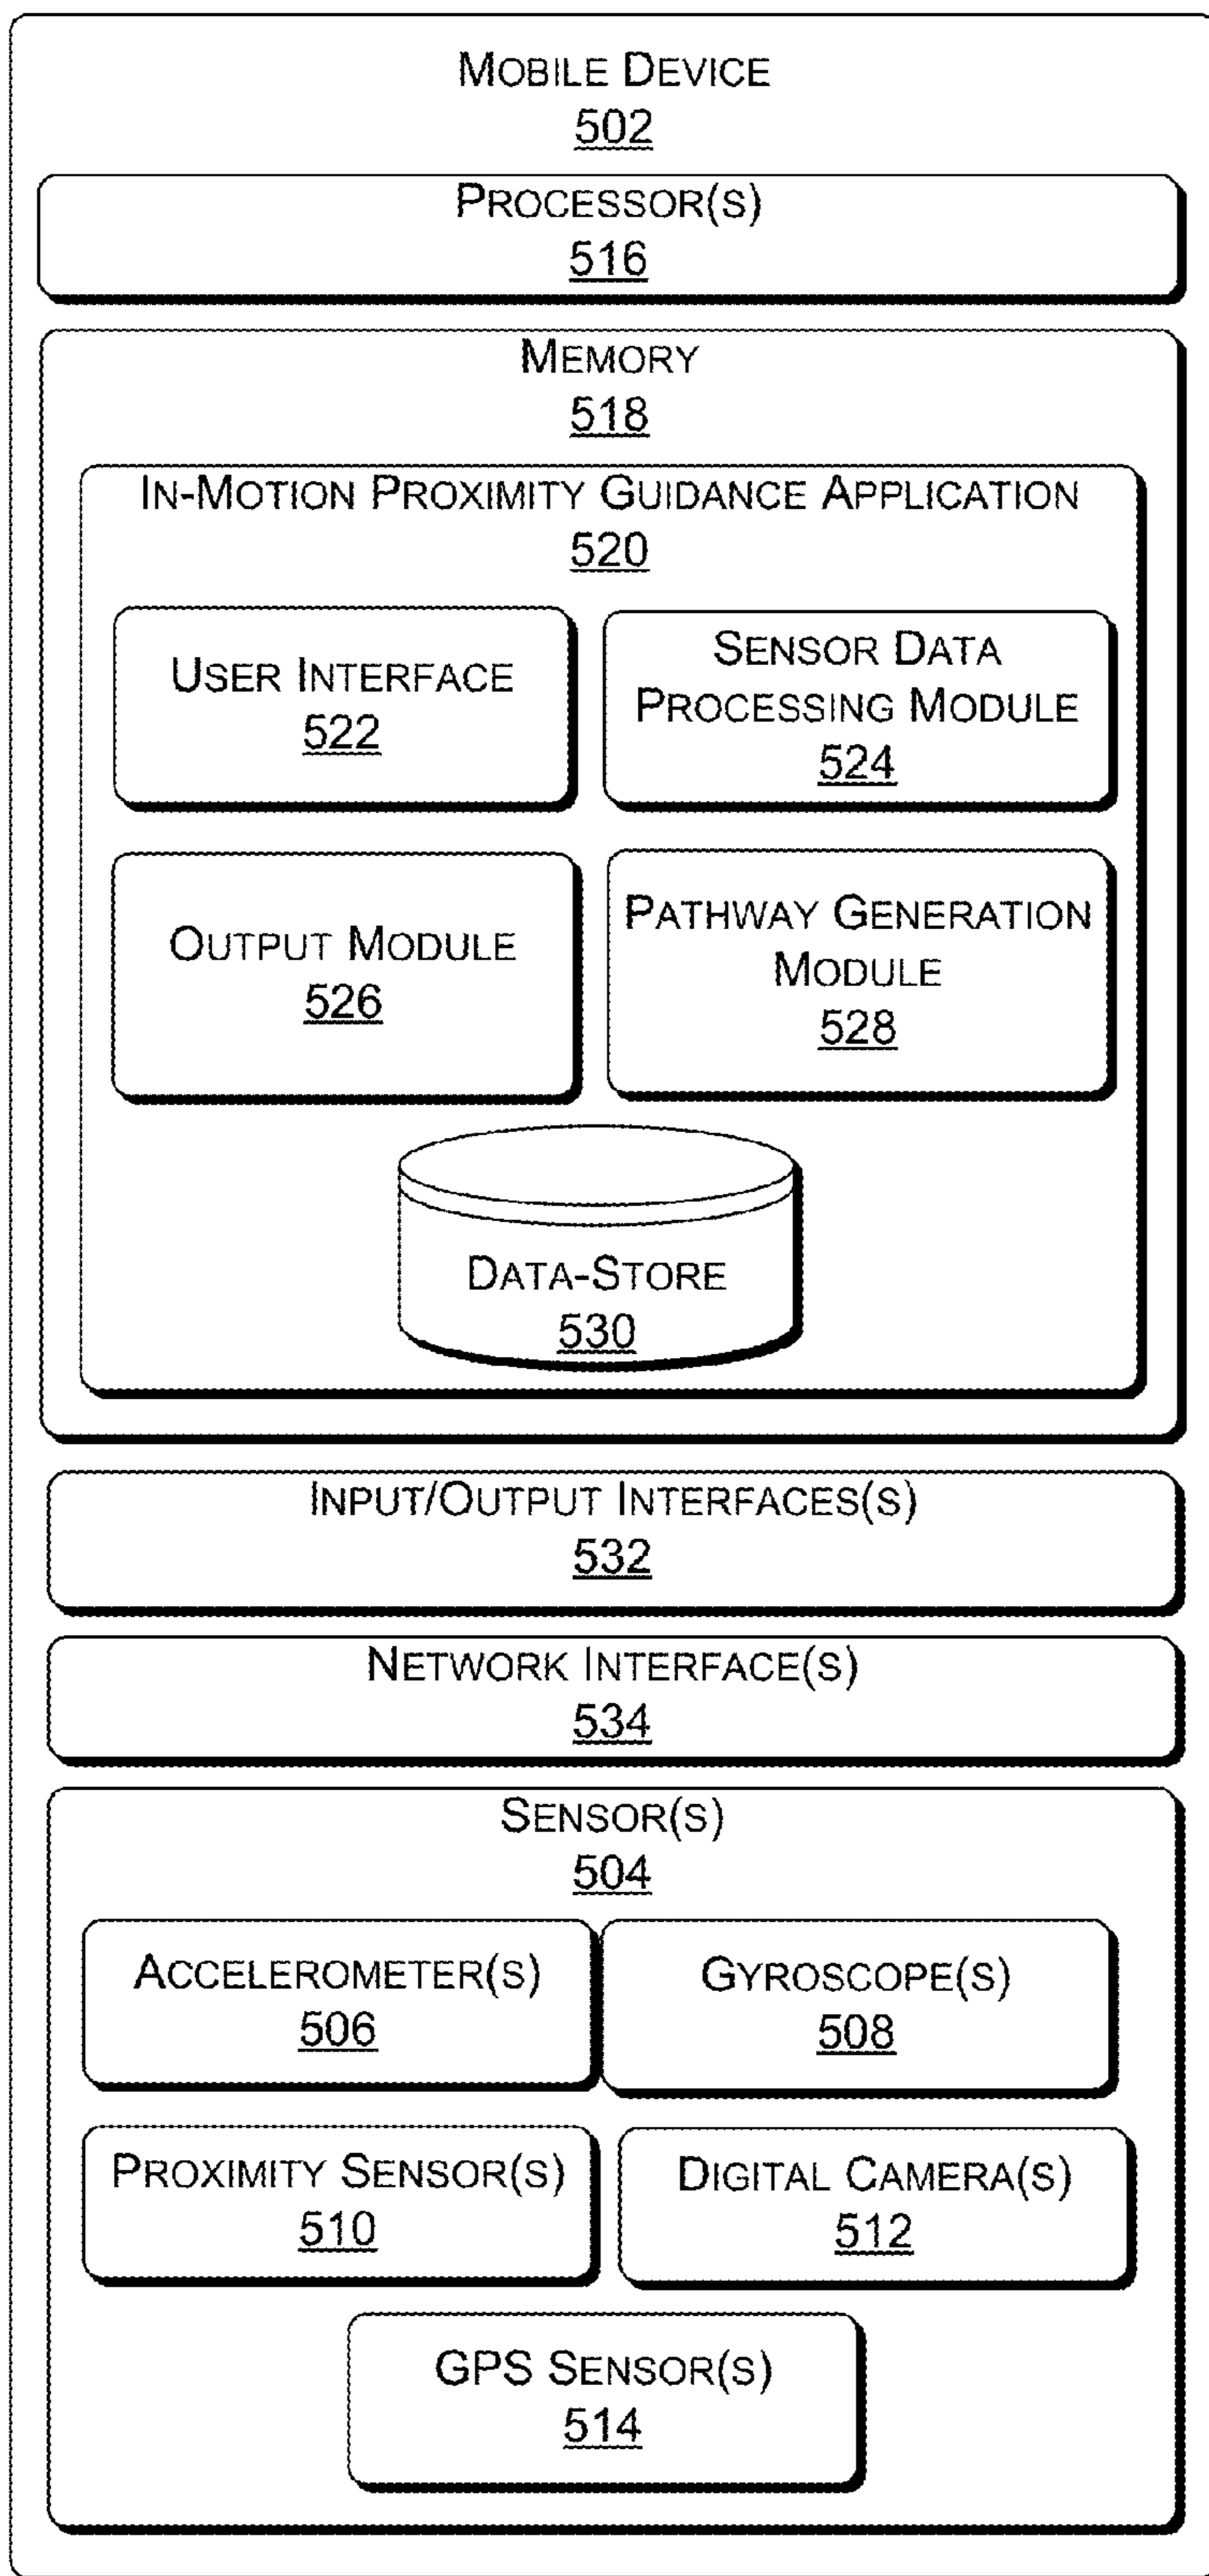 MOBILE DEVICE
502
PROCESSOR(S)
516
MEMORY
518
IN-MOTION PROXIMITY GUIDANCE APPLICATION
520
USER INTERFACE
522
SENSOR DATA
PROCESSING MODULE
524
OUTPUT MODULE
526
PATHWAY GENERATION
MODULE
528
DATA-STORE
530
INPUT/OUTPUT INTERFACES(S)
532
NETWORK INTERFACE(S)
534
SENSOR(S)
504
ACCELEROMETER(S)
506
GYROSCOPE(S)
508
PROXIMITY SENSOR(S)
510
DIGITAL CAMERA(S)
512
GPS SENSOR(S)
514